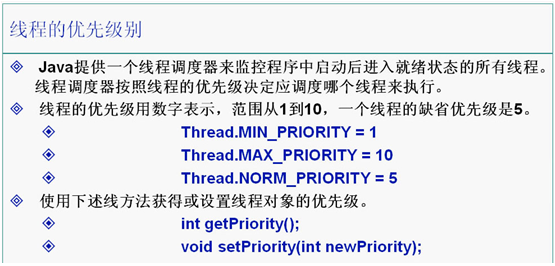 线程的优先级别
Java提供一个线程调度器来监控程序中启动后进入就绪状态的所有线程。
线程调度器按照线程的优先级决定应调度哪个线程来执行。
线程的优先级用数字表示，范围从1到10，一个线程的缺省优先级是5。
Thread.MIN_PRIORITY = 1
Thread.MAX_PRIORITY = 10
Thread.NORM_PRIORITY = 5
使用下述线方法获得或设置线程对象的优先级。
int getPriority();
void setPriority(int newPriority);